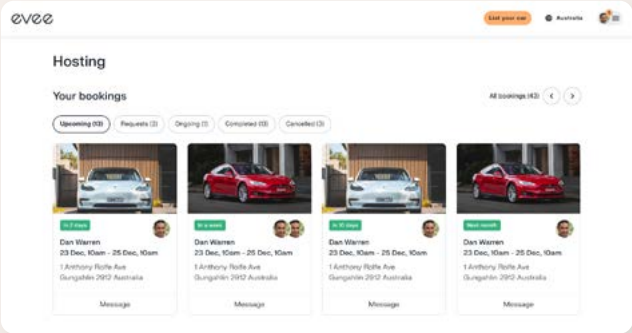 evee
List your car
Australia
Hosting
Your bookings
All bookings (43)
Upcoming (13)
Requests (3)
Ongoing (1)
Completed (13)
Cancelled (3)
In 7 days
Dan Warren
23 Dec, 10am - 25 Dec, 10am
1 Anthony Rolfe Ave
Gungahlin 2912 Australia
Message
In a week
Dan Warren
23 Dec, 10am - 25 Dec, 10am
1 Anthony Rolfe Ave
Gungahlin 2912 Australia
Message
In 10 days
Dan Warren
23 Dec, 10am - 25 Dec, 10am
1 Anthony Rolfe Ave
Gungahlin 2912 Australia
Message
Next month
Dan Warren
23 Dec, 10am - 25 Dec, 10am
1 Anthony Rolfe Ave
Gungahlin 2912 Australia
Message